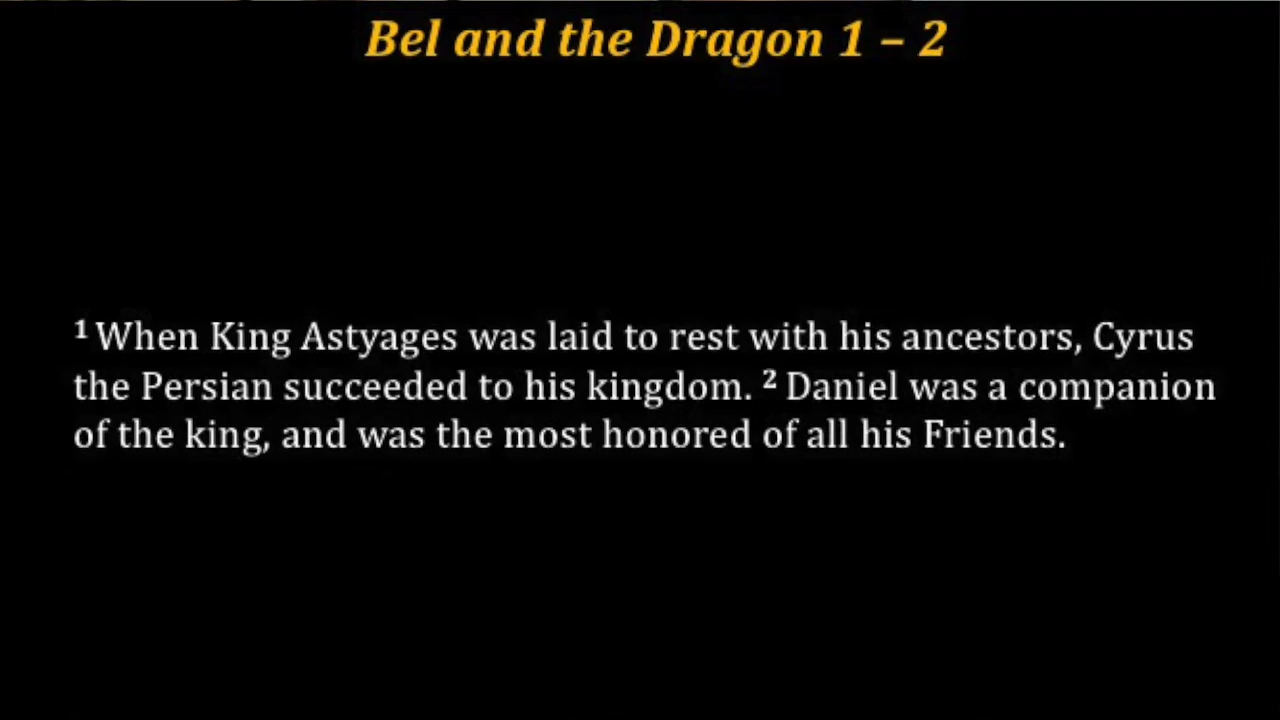 Bel and the Dragon 1 – 2
¹ When King Astyages was laid to rest with his ancestors, Cyrus
the Persian succeeded to his kingdom. ² Daniel was a companion
of the king, and was the most honored of all his Friends.